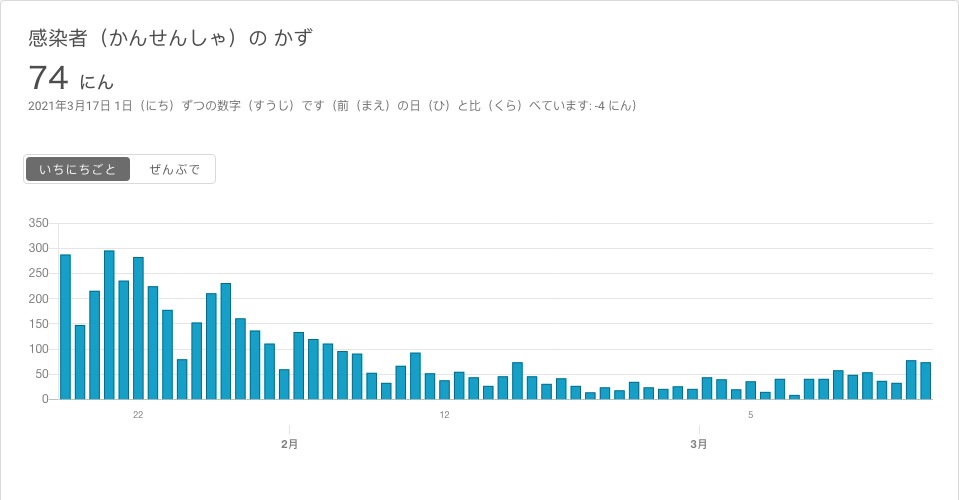 感染者（かんせんしゃ）の かず
74 にん
2021年3月17日 1日（にち）ずつの数字（すうじ）です（前（まえ）の日（ひ）と比（くら）べています: -4 にん）
いちにちごと ぜんぶで
350
300
250
200
150
100
50
0
22 12 5
2月 3月